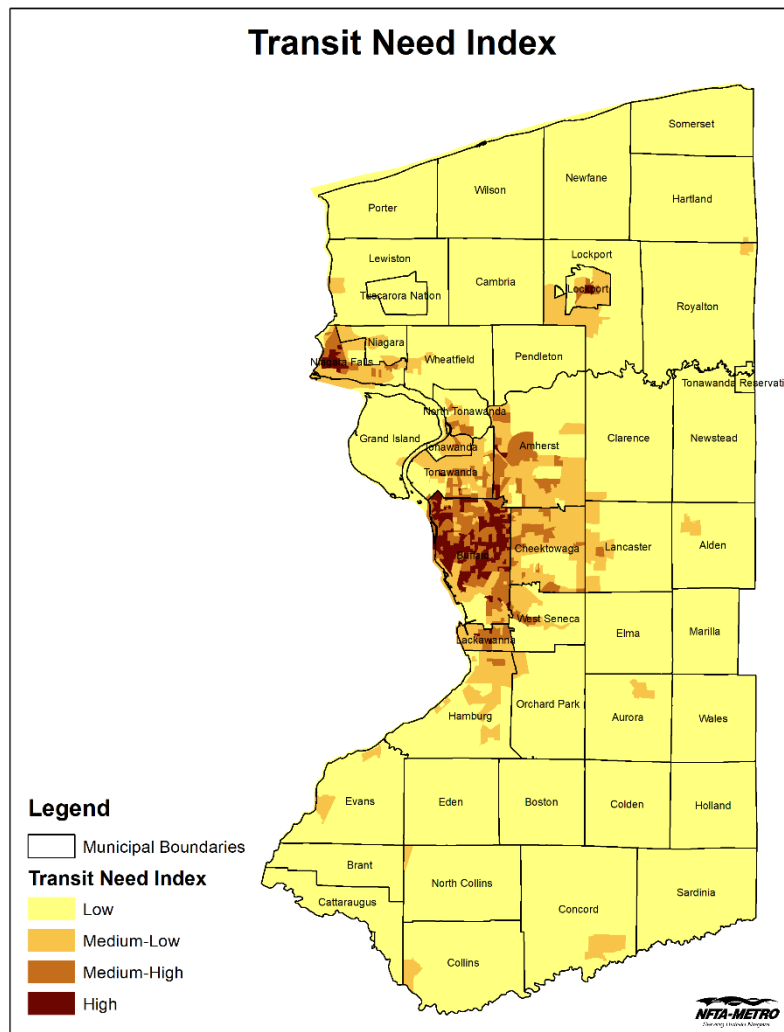 Transit Need Index
Somerset
Newfane
Wilson
Hartland
Porter
Lewiston
Lockport
Cambria
Lockport
Tuscarora Nation
Royalton
Niagara
Niagara Falls
Wheatfield
Pendleton
Tonawanda Reservati
North Tonawanda
Grand Island
Tonawanda
Amherst
Clarence
Newstead
Tonawanda
Buffalo
Cheektowaga
Lancaster
Alden
West Seneca
Lackawanna
Elma
Marilla
Orchard Park
Hamburg
Aurora
Wales
Evans
Eden
Boston
Colden
Holland
Brant
North Collins
Cattaraugus
Concord
Sardinia
Collins
Legend
Municipal Boundaries
Transit Need Index
Low
Medium-Low
Medium-High
High
NFTA-METRO